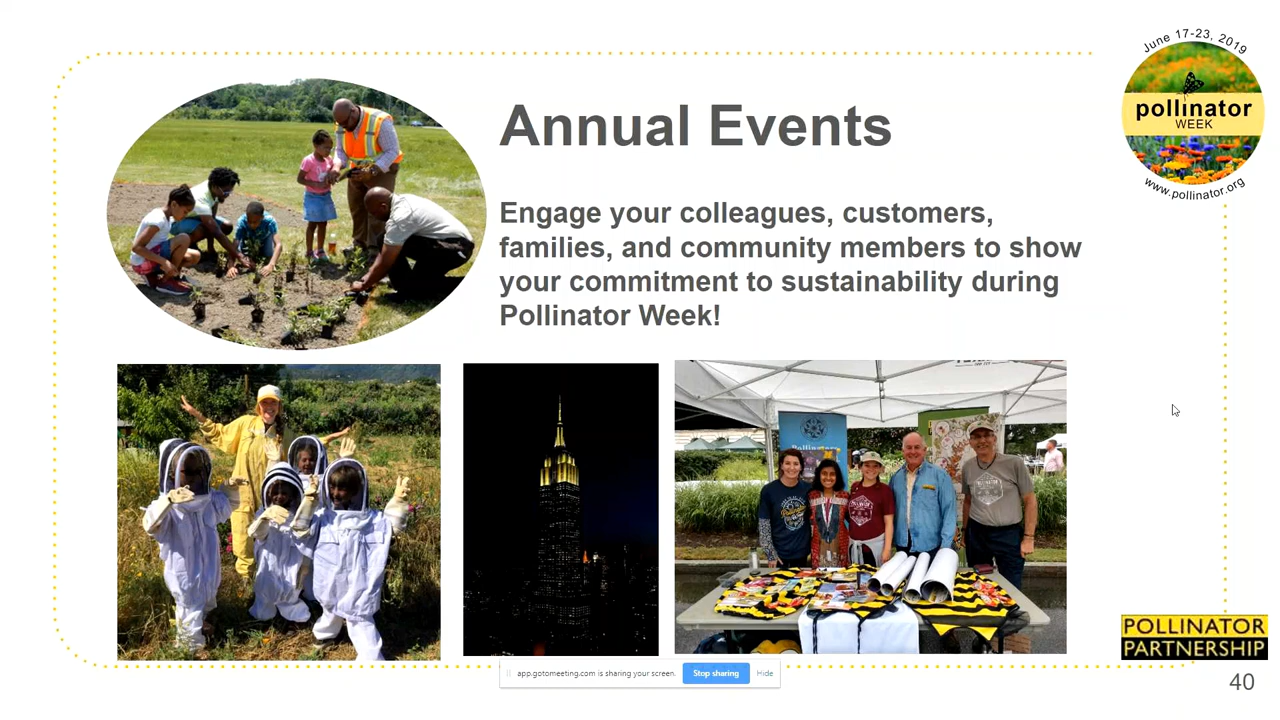 June 17-23, 2019
pollinator
WEEK
www.pollinator.org
Annual Events
Engage your colleagues, customers,
families, and community members to show
your commitment to sustainability during
Pollinator Week!
Pollinator
POLLINATOR
PARTNERSHIP
app.gotomeeting.com is sharing your screen.
Stop sharing
Hide
40